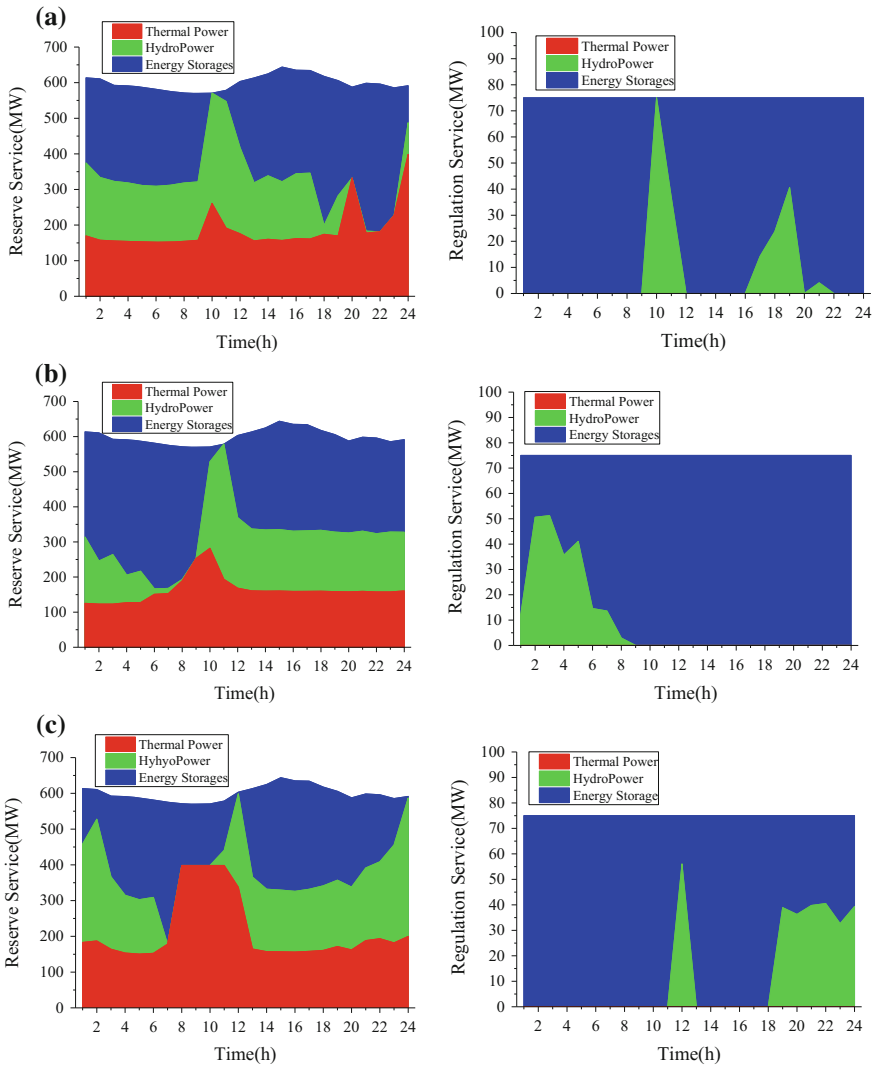 (a)
Thermal Power
HydroPower
Energy Storages
Reserve Service(MW)
700
600
500
400
300
200
100
0
2 4 6 8 10 12 14 16 18 20 22 24
Time(h)
Thermal Power
HydroPower
Energy Storages
Regulation Service(MW)
100
90
80
70
60
50
40
30
20
10
0
2 4 6 8 10 12 14 16 18 20 22 24
Time(h)
(b)
Thermal Power
HydroPower
Energy Storages
Reserve Service(MW)
700
600
500
400
300
200
100
0
2 4 6 8 10 12 14 16 18 20 22 24
Time(h)
Thermal Power
HydroPower
Energy Storages
Regulation Service(MW)
100
90
80
70
60
50
40
30
20
10
0
2 4 6 8 10 12 14 16 18 20 22 24
Time(h)
(c)
Thermal Power
HyhyoPower
Energy Storages
Reserve Service(MW)
700
600
500
400
300
200
100
0
2 4 6 8 10 12 14 16 18 20 22 24
Time(h)
Thermal Power
HydroPower
Energy Storage
Regulation Service(MW)
100
90
80
70
60
50
40
30
20
10
0
2 4 6 8 10 12 14 16 18 20 22 24
Time(h)